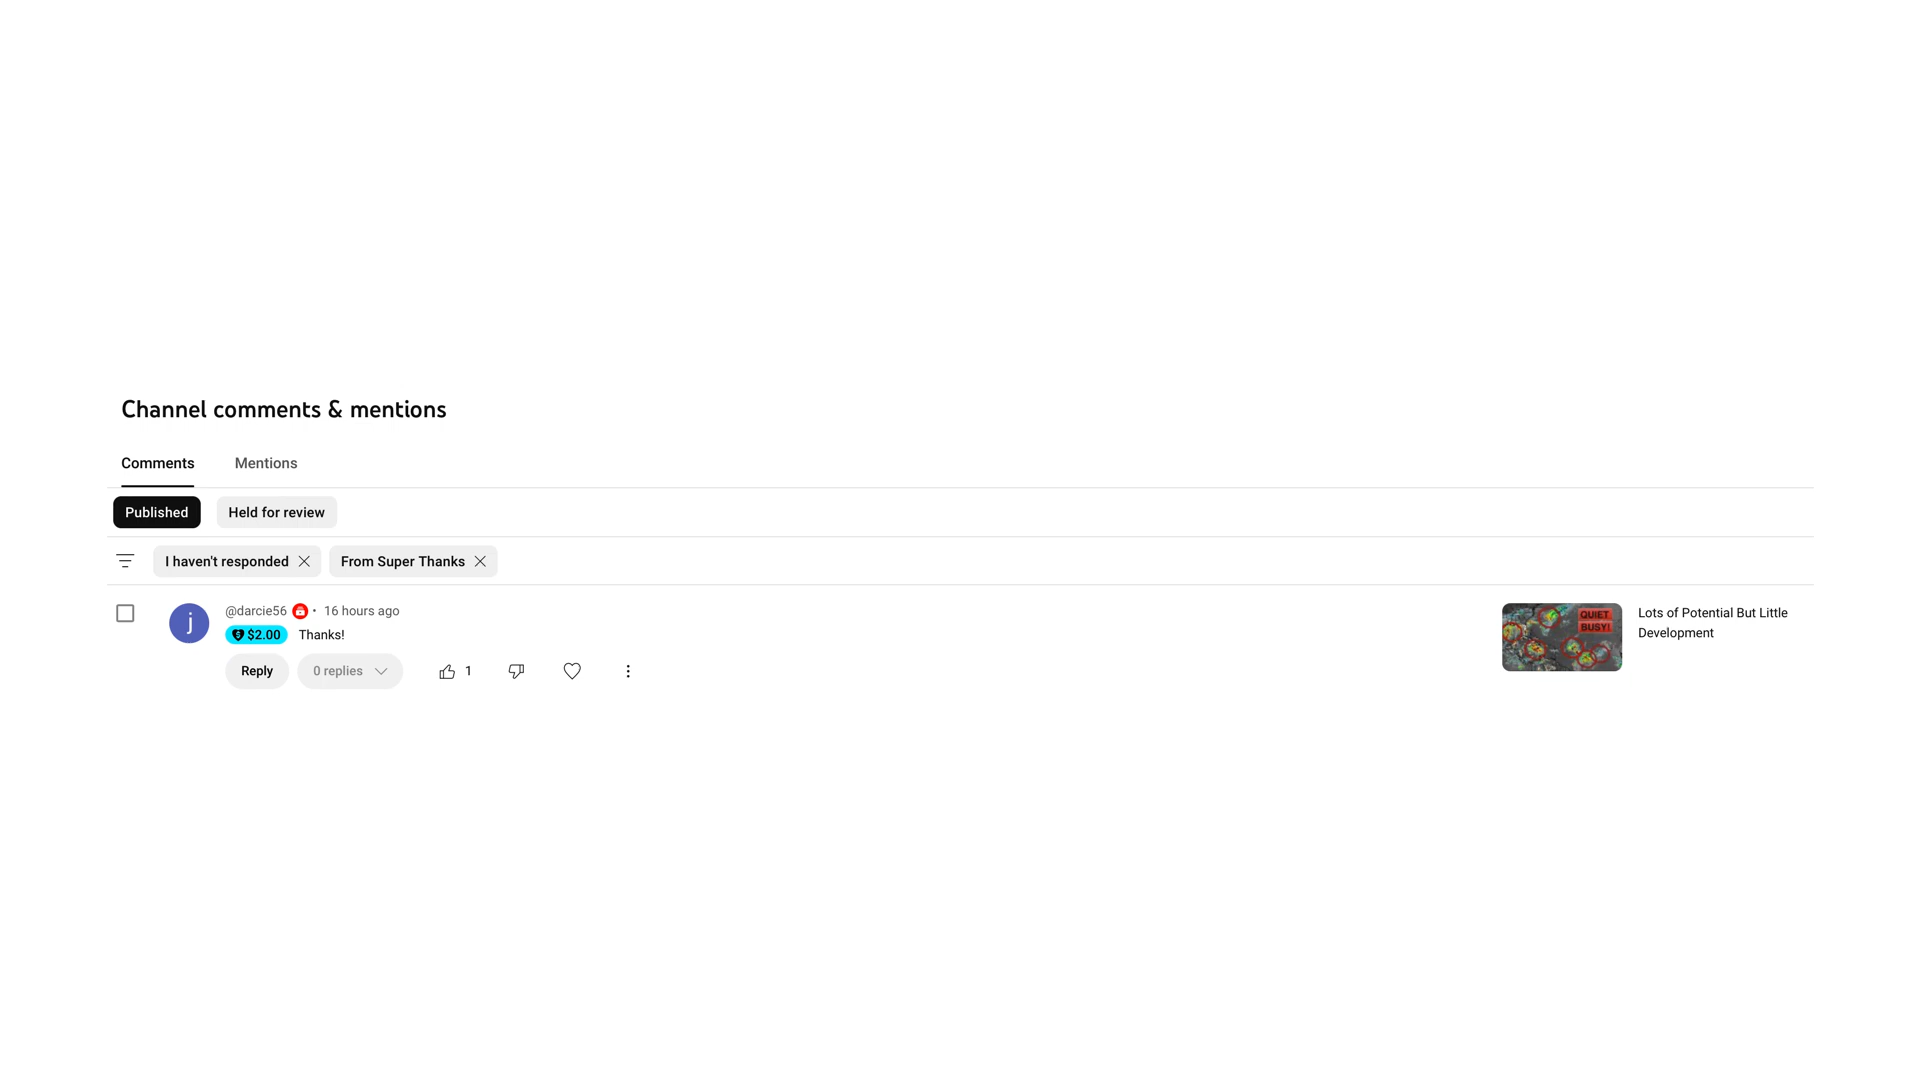 Channel comments & mentions
Comments Mentions
Published Held for review
I haven't responded From Super Thanks
j
@darcie56 • 16 hours ago
$2.00 Thanks!
Reply 0 replies 1
QUIET
BUSY!
Lots of Potential But Little
Development